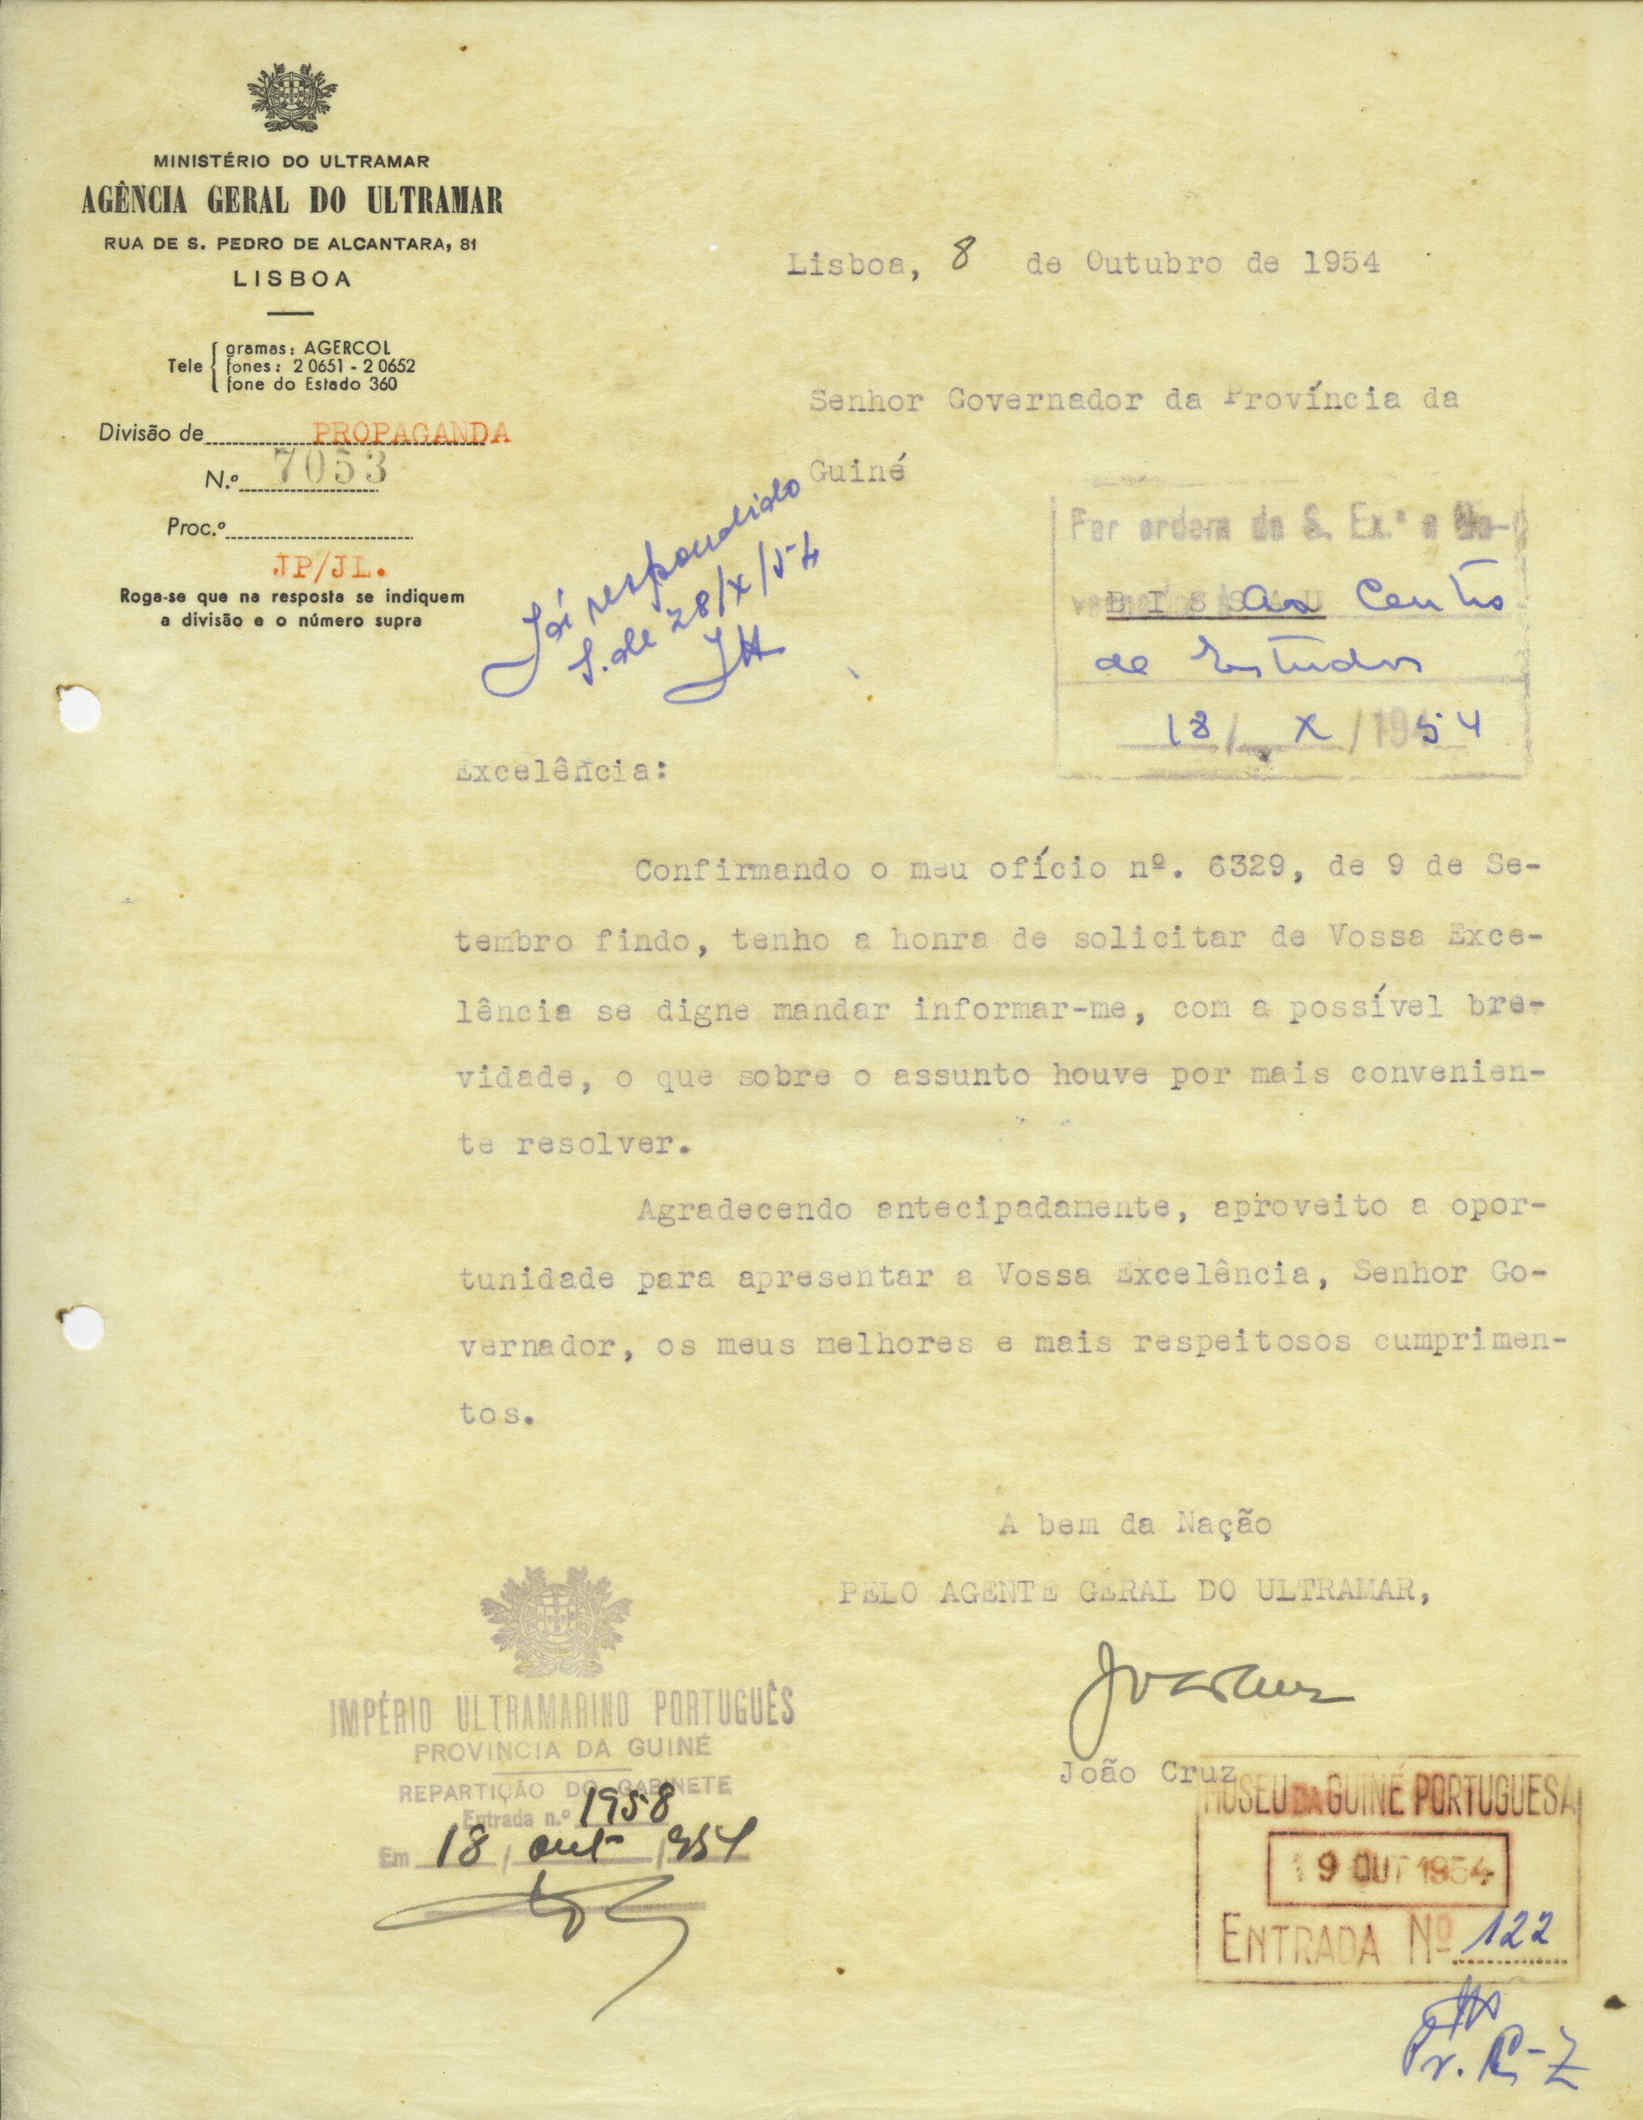 MINISTÉRIO DO ULTRAMAR
AGÊNCIA GERAL DO ULTRAMAR
RUA DE S. PEDRO DE ALCANTARA, 81
LISBOA
Tele
gramas: AGERCOL
fones: 2 0651 - 2 0652
fone do Estado 360
Divisão de PROPAGANDA
N.º 7053
Proc.º
JP/JL.
Roga-se que na resposta se indiquem
a divisão e o número supra
Lisboa, 8 de Outubro de 1954
Senhor Governador da Província da
Guiné
Já respondido
28/X/54
Por ordem de S. Ex.ª o Go-
BISSAU
ao Centro
de Estudos
18/X/1954
Excelência:
Confirmando o meu ofício nº. 6329, de 9 de Se-
tembro findo, tenho a honra de solicitar de Vossa Exce-
lência se digne mandar informar-me, com a possível bre-
vidade, o que sobre o assunto houve por mais convenien-
te resolver.
Agradecendo antecipadamente, aproveito a opor-
tunidade para apresentar a Vossa Excelência, Senhor Go-
vernador, os meus melhores e mais respeitosos cumprimen-
tos.
A bem da Nação
PELO AGENTE GERAL DO ULTRAMAR,
João Cruz
IMPÉRIO ULTRAMARINO PORTUGUÊS
PROVINCIA DA GUINÉ
REPARTIÇÃO DO GABINETE
Entrada n.º 1958
Em 18, out 1954
MUSEU DA GUINÉ PORTUGUESA
19 OUT 1954
ENTRADA Nº 122